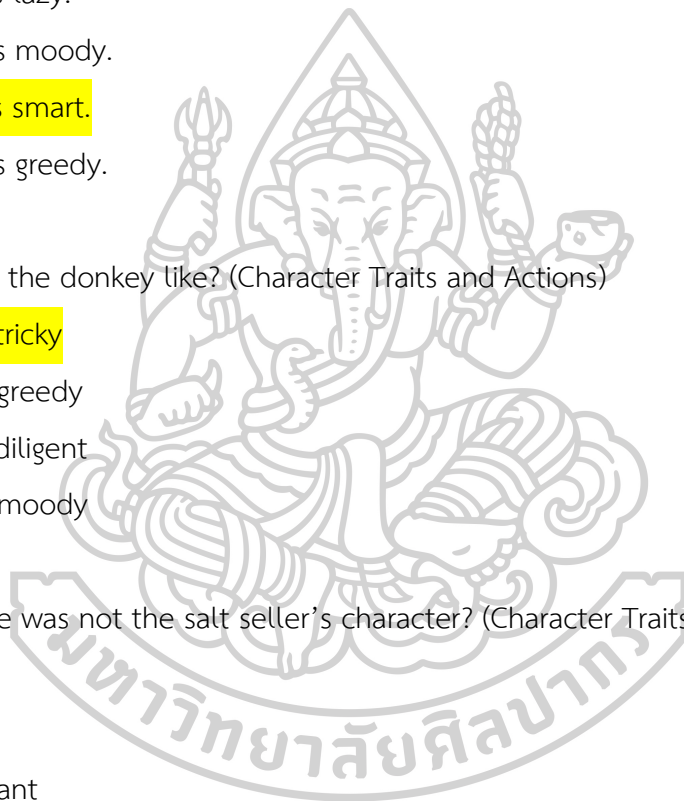 lazy.
s moody.
s smart.
s greedy.
the donkey like? (Character Traits and Actions)
tricky
greedy
diligent
moody
e was not the salt seller’s character? (Character Traits
มหาวิทยาลัยศิลปากร
ant